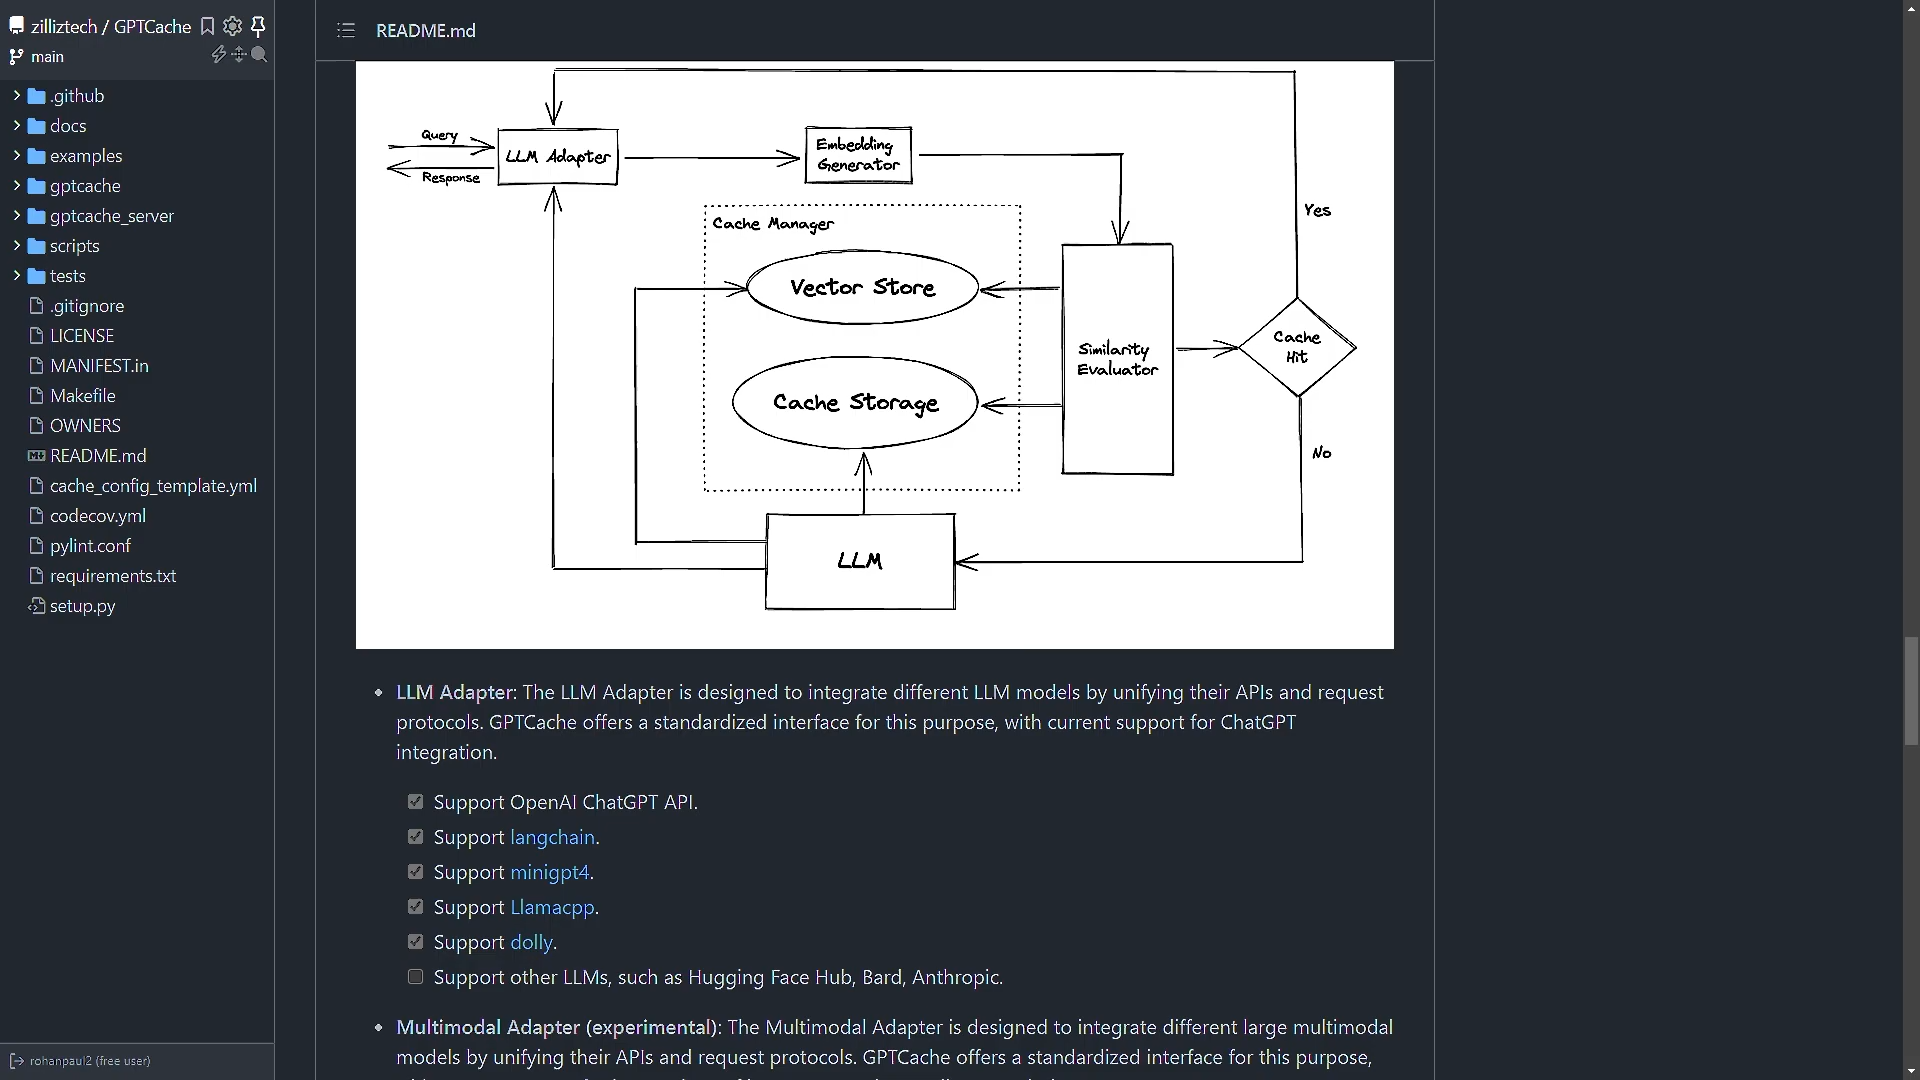 zilliztech / GPTCache
main
.github
docs
examples
gptcache
gptcache_server
scripts
tests
.gitignore
LICENSE
MANIFEST.in
Makefile
OWNERS
README.md
cache_config_template.yml
codecov.yml
pylint.conf
requirements.txt
setup.py
rohanpaul2 (free user)
README.md
Query
Response
LLM Adapter
Embedding
Generator
Cache Manager
Vector Store
Cache Storage
Similarity
Evaluator
Cache
Hit
Yes
No
LLM
LLM Adapter: The LLM Adapter is designed to integrate different LLM models by unifying their APIs and request
protocols. GPTCache offers a standardized interface for this purpose, with current support for ChatGPT
integration.
Support OpenAI ChatGPT API.
Support langchain.
Support minigpt4.
Support Llamacpp.
Support dolly.
Support other LLMs, such as Hugging Face Hub, Bard, Anthropic.
Multimodal Adapter (experimental): The Multimodal Adapter is designed to integrate different large multimodal
models by unifying their APIs and request protocols. GPTCache offers a standardized interface for this purpose,